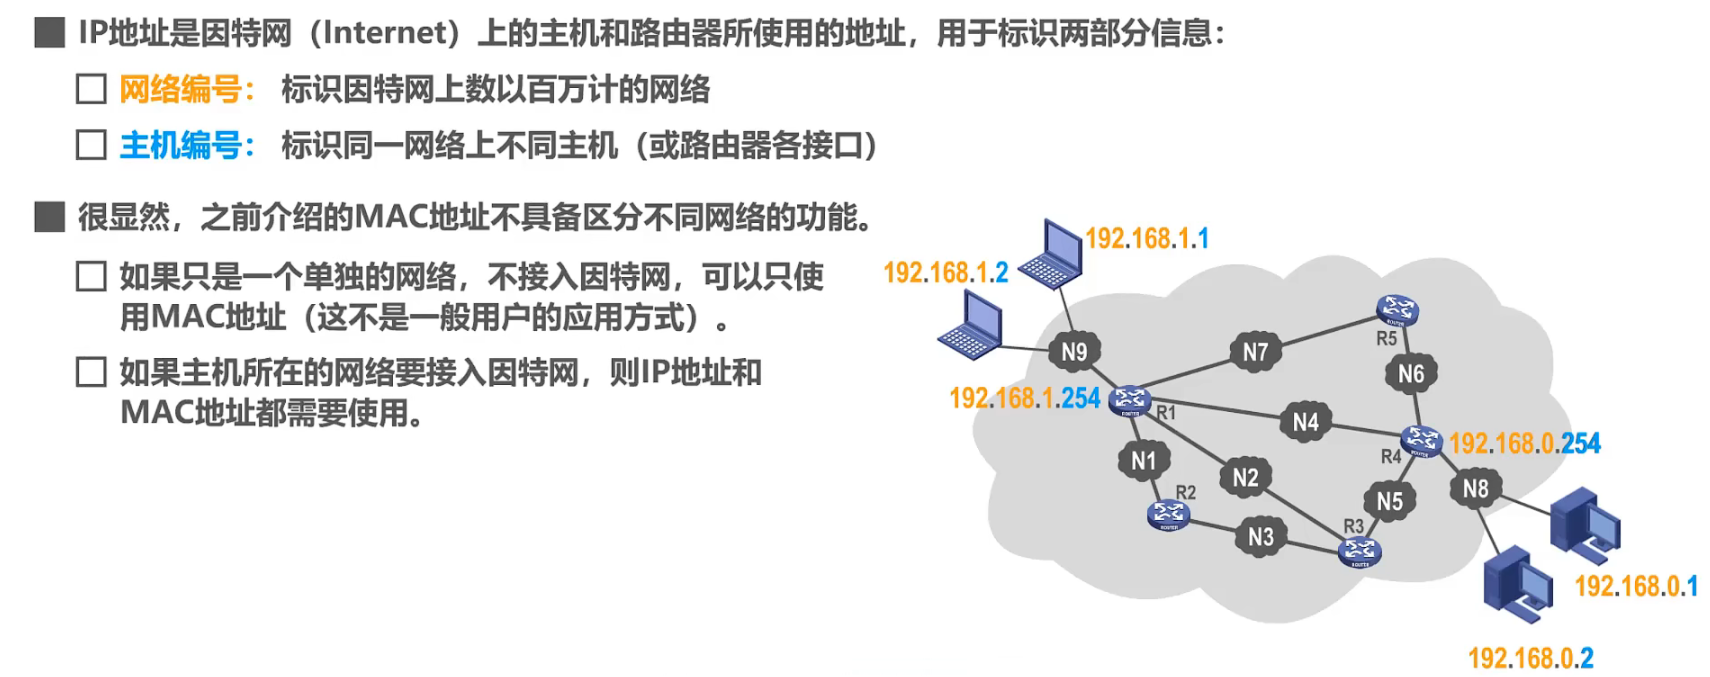 IP地址是因特网（Internet）上的主机和路由器所使用的地址，用于标识两部分信息：
网络编号： 标识因特网上数以百万计的网络
主机编号： 标识同一网络上不同主机（或路由器各接口）
很显然，之前介绍的MAC地址不具备区分不同网络的功能。
如果只是一个单独的网络，不接入因特网，可以只使
用MAC地址（这不是一般用户的应用方式）。
如果主机所在的网络要接入因特网，则IP地址和
MAC地址都需要使用。
192.168.1.1
192.168.1.2
N9
N7
ROUTER
R5
N6
192.168.1.254
ROUTER
R1
N4
ROUTER
R4
192.168.0.254
N1
N2
N5
N8
R2
ROUTER
N3
R3
ROUTER
192.168.0.1
192.168.0.2